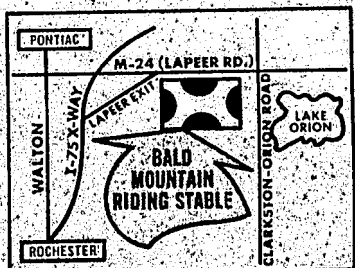 PONTIAC
M-24 (LAPEER RD.)
WALTON
I-75 X-WAY
LAPEER EXIT
CLARKSTON-ORION ROAD
LAKE
ORION
BALD
MOUNTAIN
RIDING STABLE
ROCHESTER